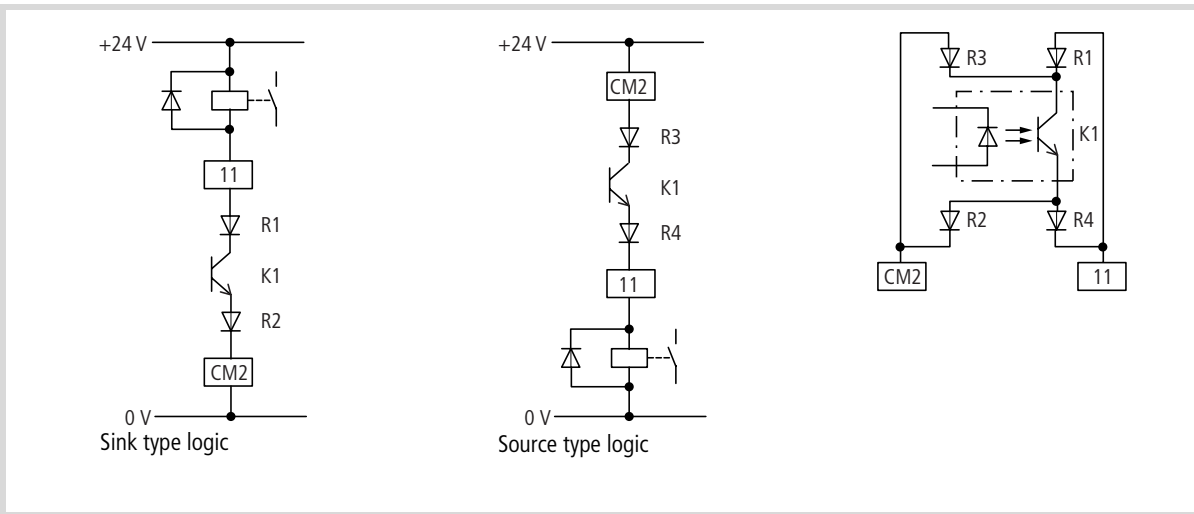 +24 V
11
R1
K1
R2
CM2
0 V
Sink type logic
+24 V
CM2
R3
K1
R4
11
0 V
Source type logic
R3
R1
K1
R2
R4
CM2
11